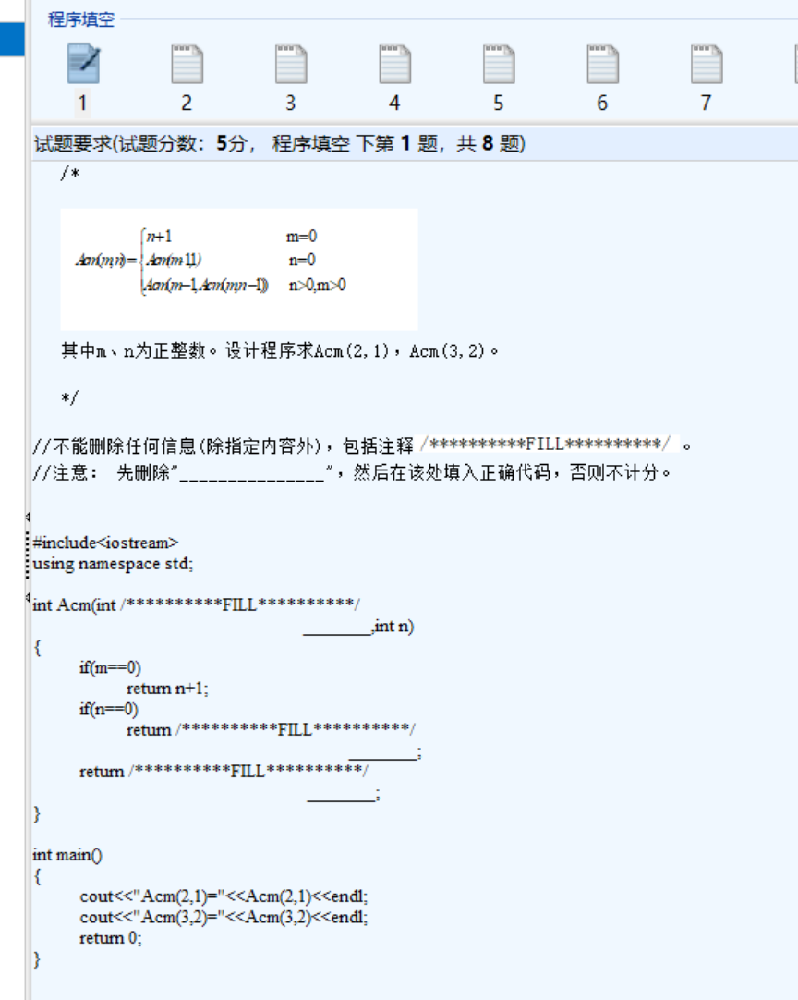 程序填空
1 2 3 4 5 6 7
试题要求(试题分数：5分， 程序填空 下第 1 题，共 8 题)
/*
n+1 m=0
Acm(m,n)= Acm(m-1,1) n=0
Acm(m-1,Acm(m,n-1)) n>0,m>0
其中m、n为正整数。设计程序求Acm(2,1)，Acm(3,2)。
*/
//不能删除任何信息(除指定内容外)，包括注释 /**********FILL**********/ 。
//注意： 先删除"_______________"，然后在该处填入正确代码，否则不计分。
#include<iostream>
using namespace std;
int Acm(int /**********FILL**********/
________,int n)
{
if(m==0)
return n+1;
if(n==0)
return /**********FILL**********/
________;
return /**********FILL**********/
________;
}
int main()
{
cout<<"Acm(2,1)="<<Acm(2,1)<<endl;
cout<<"Acm(3,2)="<<Acm(3,2)<<endl;
return 0;
}